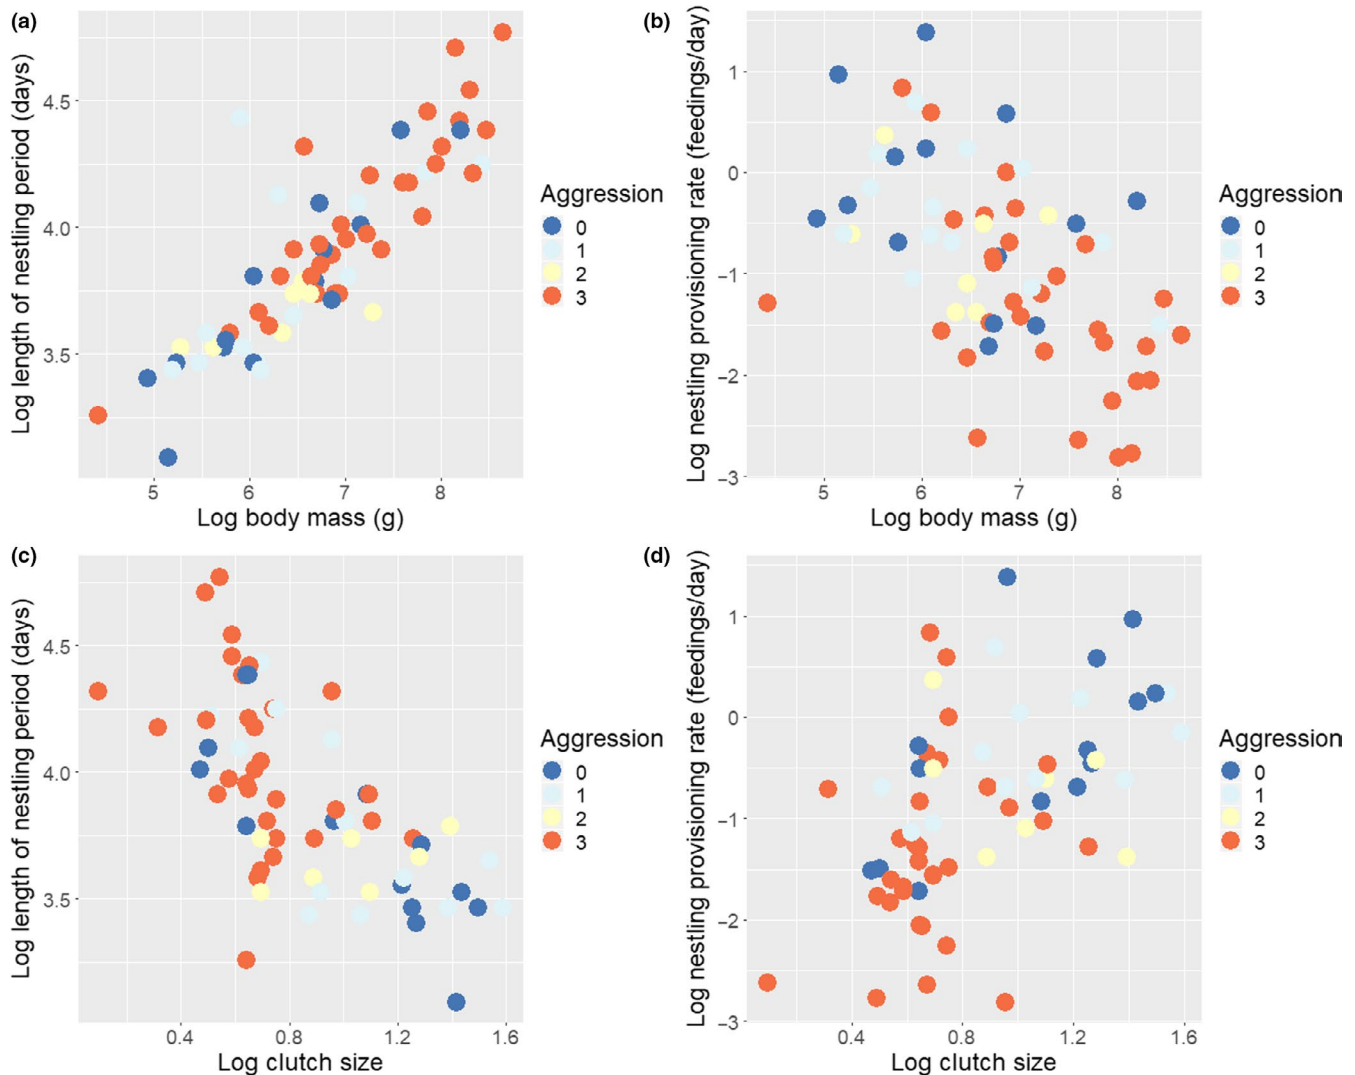 (a)
Log length of nestling period (days)
4.5
4.0
3.5
5 6 7 8
Log body mass (g)
Aggression
0
1
2
3
(b)
Log nestling provisioning rate (feedings/day)
1
0
−1
−2
−3
5 6 7 8
Log body mass (g)
Aggression
0
1
2
3
(c)
Log length of nestling period (days)
4.5
4.0
3.5
0.4 0.8 1.2 1.6
Log clutch size
Aggression
0
1
2
3
(d)
Log nestling provisioning rate (feedings/day)
1
0
−1
−2
−3
0.4 0.8 1.2 1.6
Log clutch size
Aggression
0
1
2
3